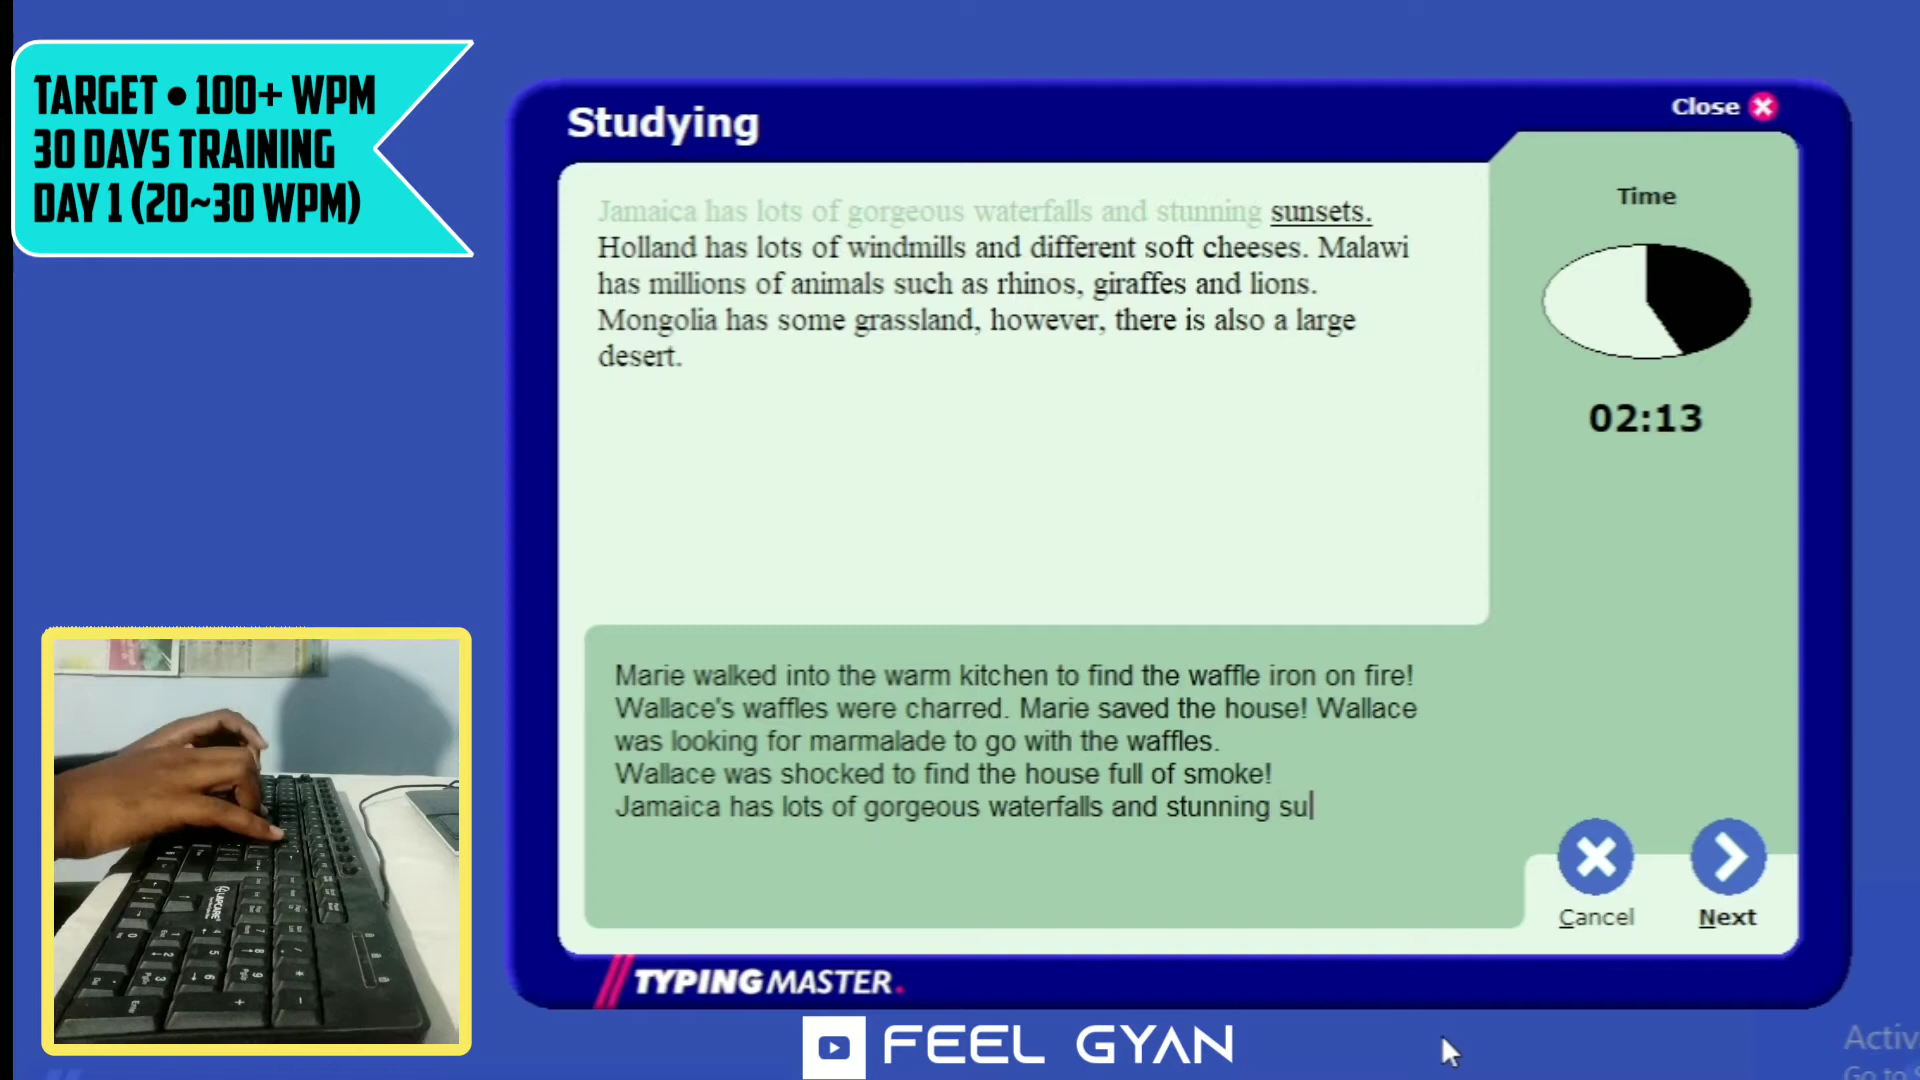 TARGET • 100+ WPM
30 DAYS TRAINING
DAY 1 (20~30 WPM)
Studying
Close
Jamaica has lots of gorgeous waterfalls and stunning sunsets.
Holland has lots of windmills and different soft cheeses. Malawi
has millions of animals such as rhinos, giraffes and lions.
Mongolia has some grassland, however, there is also a large
desert.
Time
02:13
Marie walked into the warm kitchen to find the waffle iron on fire!
Wallace's waffles were charred. Marie saved the house! Wallace
was looking for marmalade to go with the waffles.
Wallace was shocked to find the house full of smoke!
Jamaica has lots of gorgeous waterfalls and stunning su
Cancel
Next
TYPINGMASTER.
FEEL GYAN
Activ
Go to S